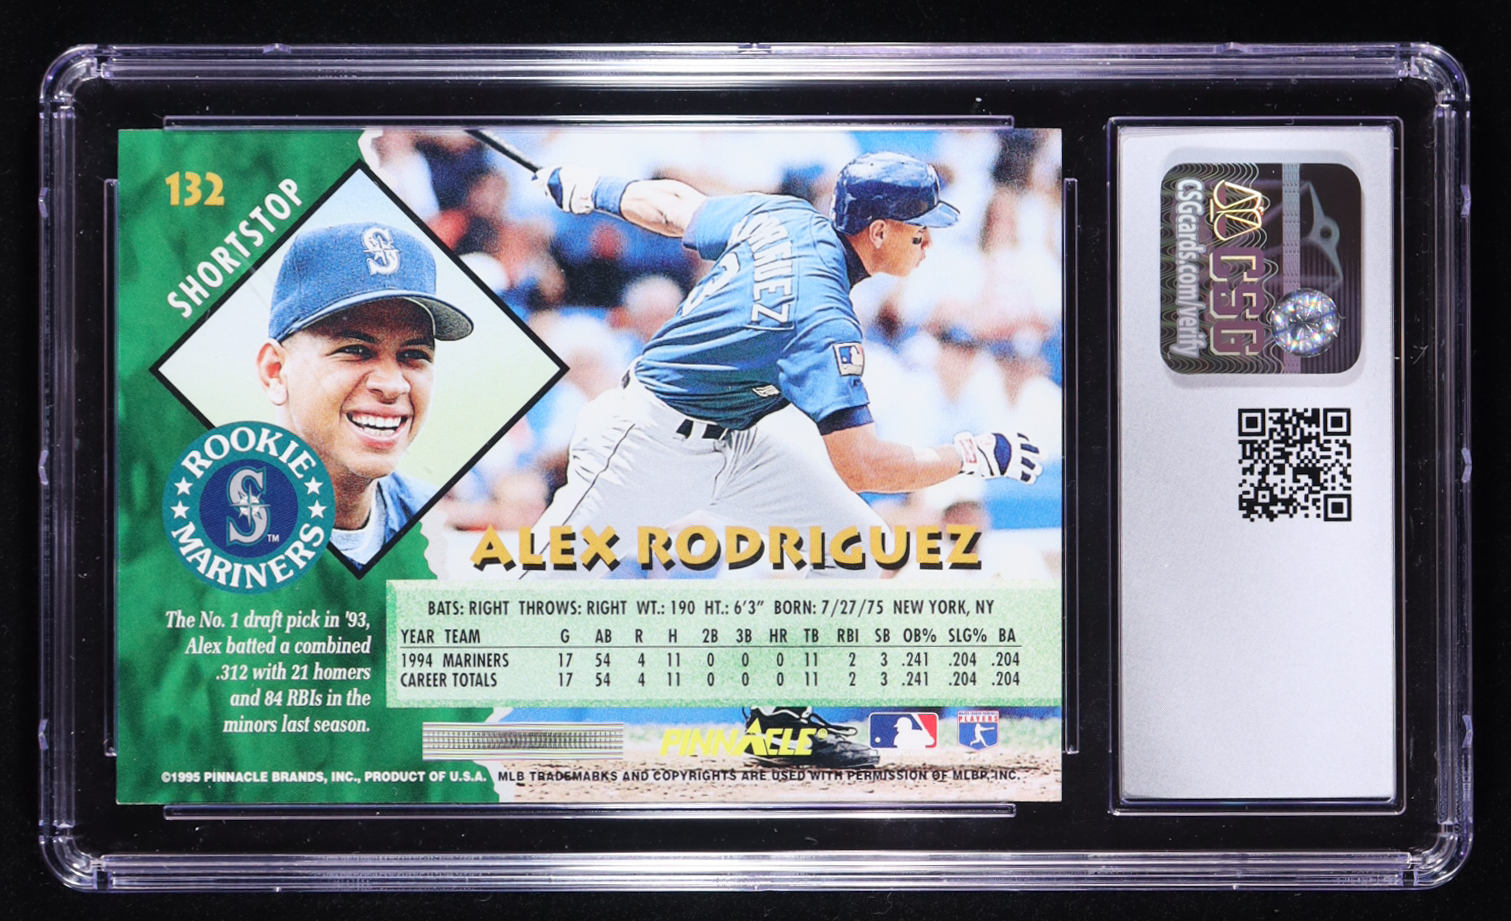 132
SHORTSTOP
ROOKIE
S
TM
MARINERS
ALEX RODRIGUEZ
BATS: RIGHT THROWS: RIGHT WT.: 190 HT.: 6'3" BORN: 7/27/75 NEW YORK, NY
YEAR TEAM G AB R H 2B 3B HR TB RBI SB OB% SLG% BA
1994 MARINERS 17 54 4 11 0 0 0 11 2 3 .241 .204 .204
CAREER TOTALS 17 54 4 11 0 0 0 11 2 3 .241 .204 .204
The No. 1 draft pick in '93,
Alex batted a combined
.312 with 21 homers
and 84 RBIs in the
minors last season.
PINNACLE®
PLAYERS
©1995 PINNACLE BRANDS, INC., PRODUCT OF U.S.A. MLB TRADEMARKS AND COPYRIGHTS ARE USED WITH PERMISSION OF MLBP, INC.
CSG
CSGcards.com/verify